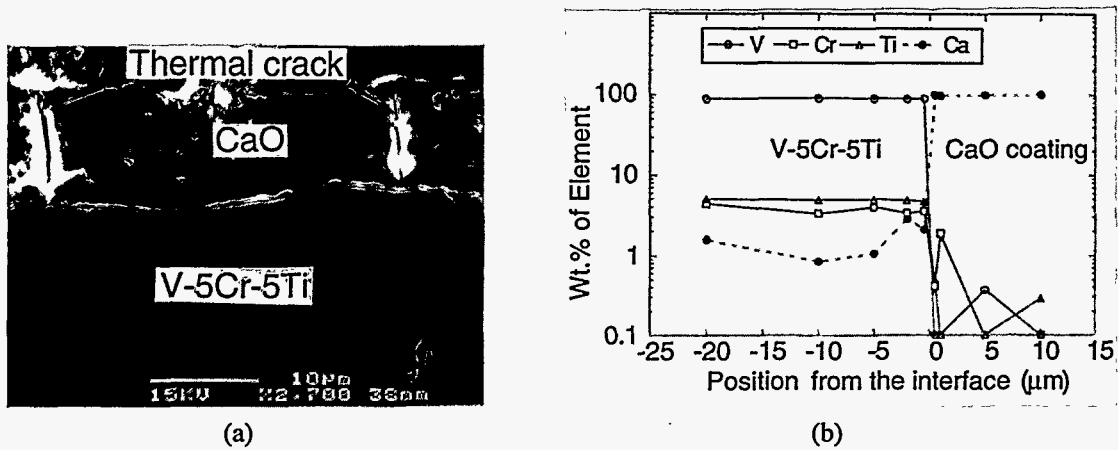 Thermal crack
CaO
V-5Cr-5Ti
10µm
15KV X2,700 38mm
(a)
V Cr Ti Ca
100
10
1
0.1
Wt.% of Element
V-5Cr-5Ti CaO coating
-25 -20 -15 -10 -5 0 5 10 15
Position from the interface (µm)
(b)